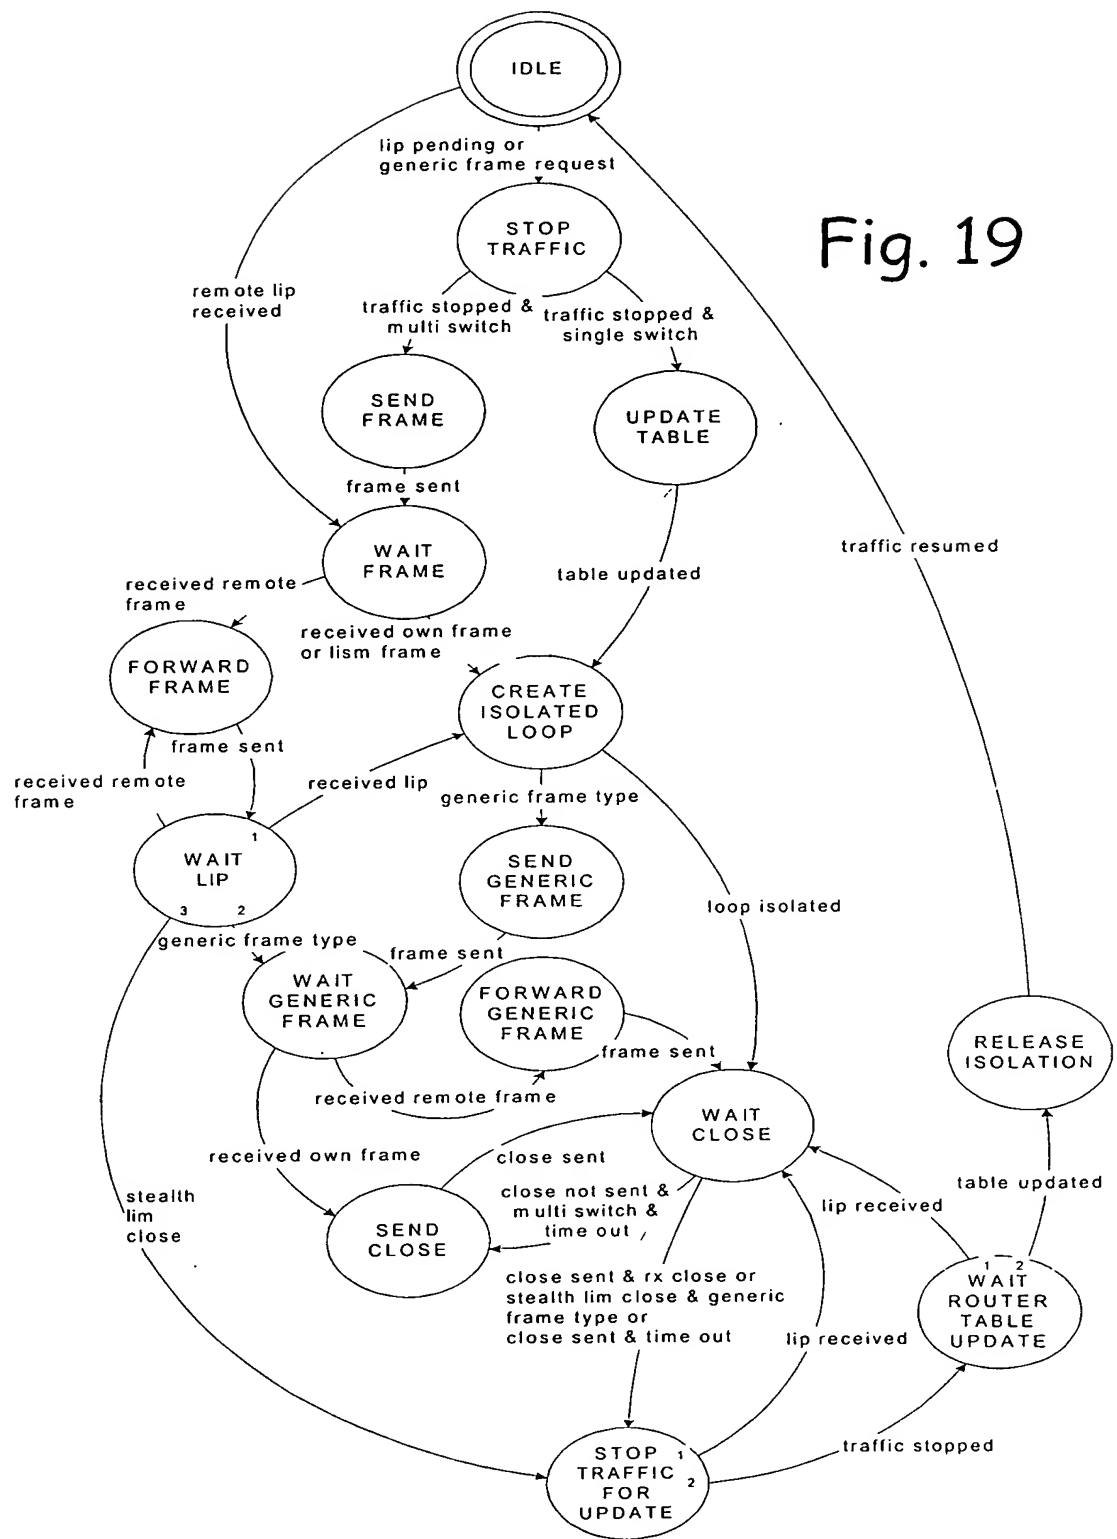 IDLE
lip pending or
generic frame request
STOP
TRAFFIC
Fig. 19
remote lip
received
traffic stopped &
multi switch
traffic stopped &
single switch
SEND
FRAME
UPDATE
TABLE
frame sent
WAIT
FRAME
traffic resumed
table updated
received remote
frame
received own frame
or lism frame
FORWARD
FRAME
CREATE
ISOLATED
LOOP
frame sent
received remote
frame
received lip
generic frame type
1
WAIT
LIP
3 2
SEND
GENERIC
FRAME
loop isolated
generic frame type
frame sent
WAIT
GENERIC
FRAME
FORWARD
GENERIC
FRAME
frame sent
RELEASE
ISOLATION
received remote frame
WAIT
CLOSE
received own frame
close sent
table updated
stealth
lim
close
close not sent &
multi switch &
time out
lip received
SEND
CLOSE
close sent & rx close or
stealth lim close & generic
frame type or
close sent & time out
1 2
WAIT
ROUTER
TABLE
UPDATE
lip received
traffic stopped
STOP 1
TRAFFIC
2
FOR
UPDATE